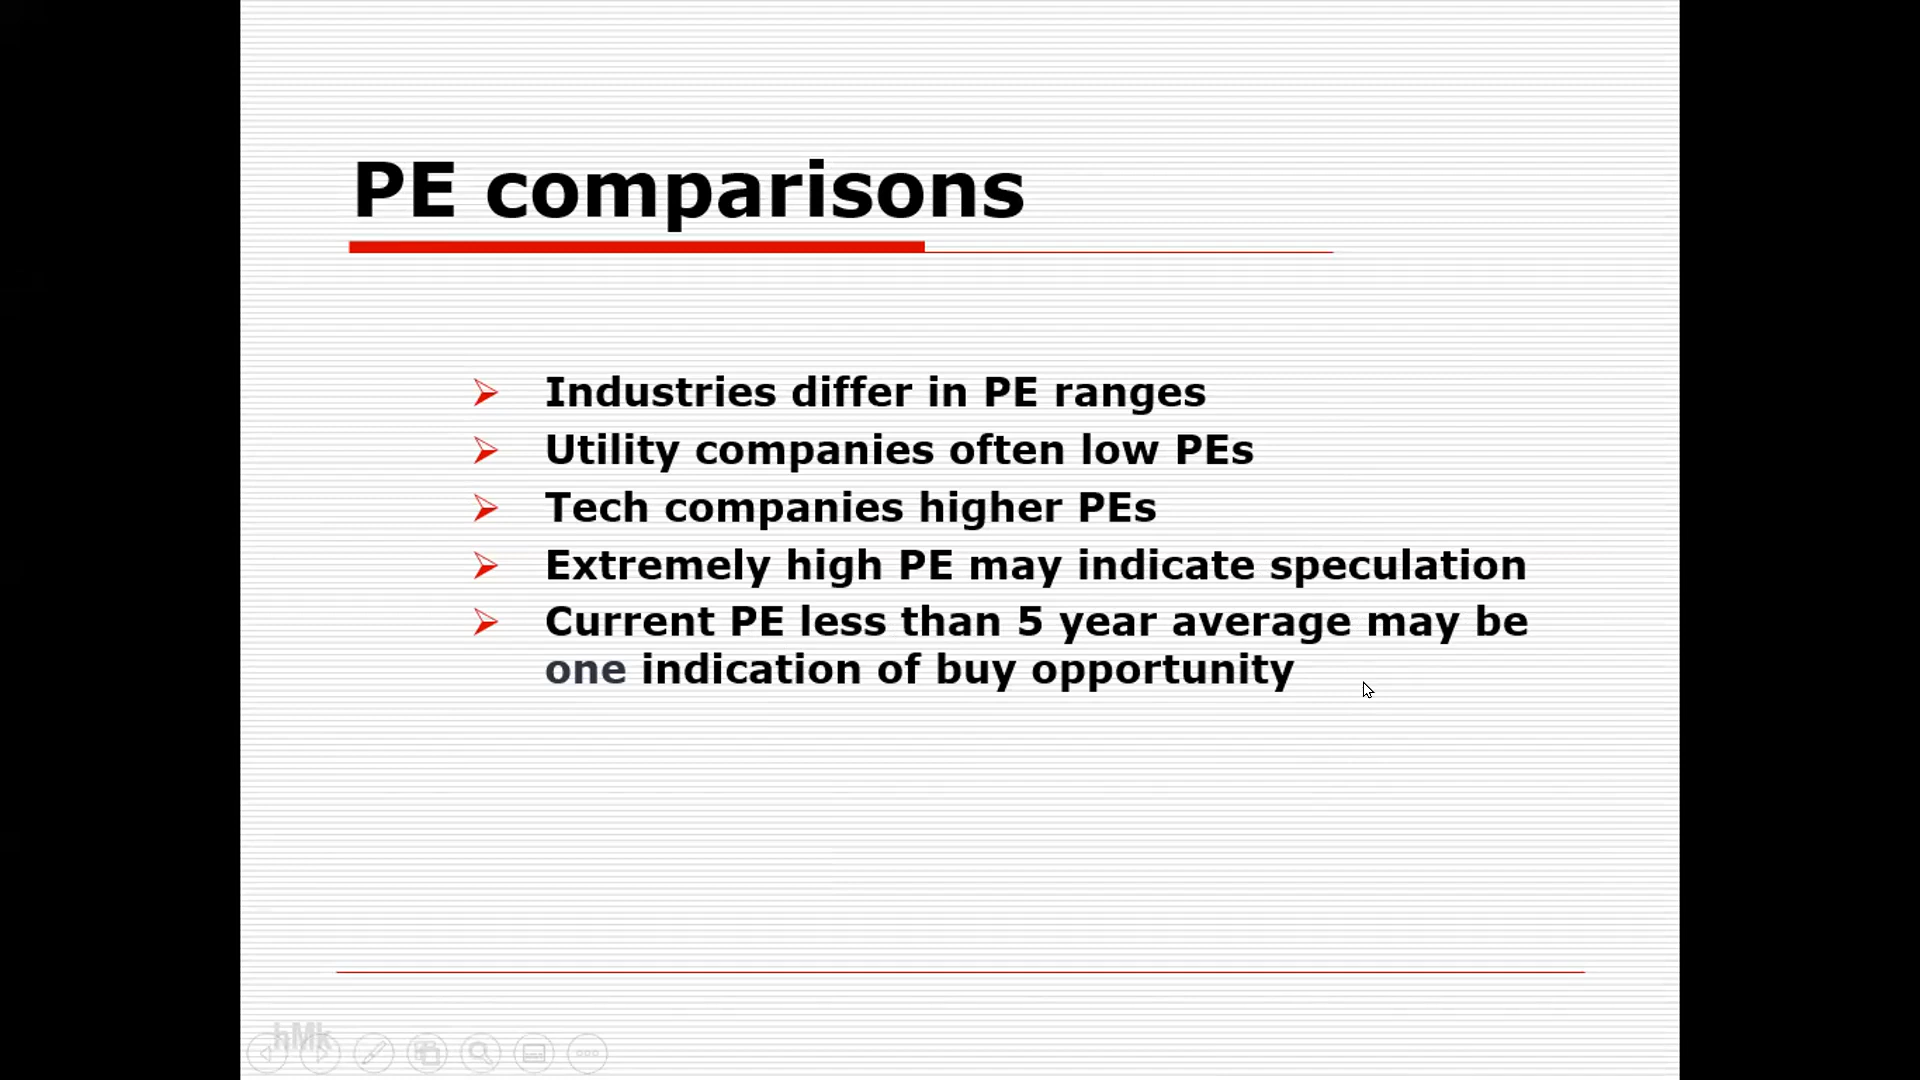 PE comparisons
Industries differ in PE ranges
Utility companies often low PEs
Tech companies higher PEs
Extremely high PE may indicate speculation
Current PE less than 5 year average may be
one indication of buy opportunity
hMk